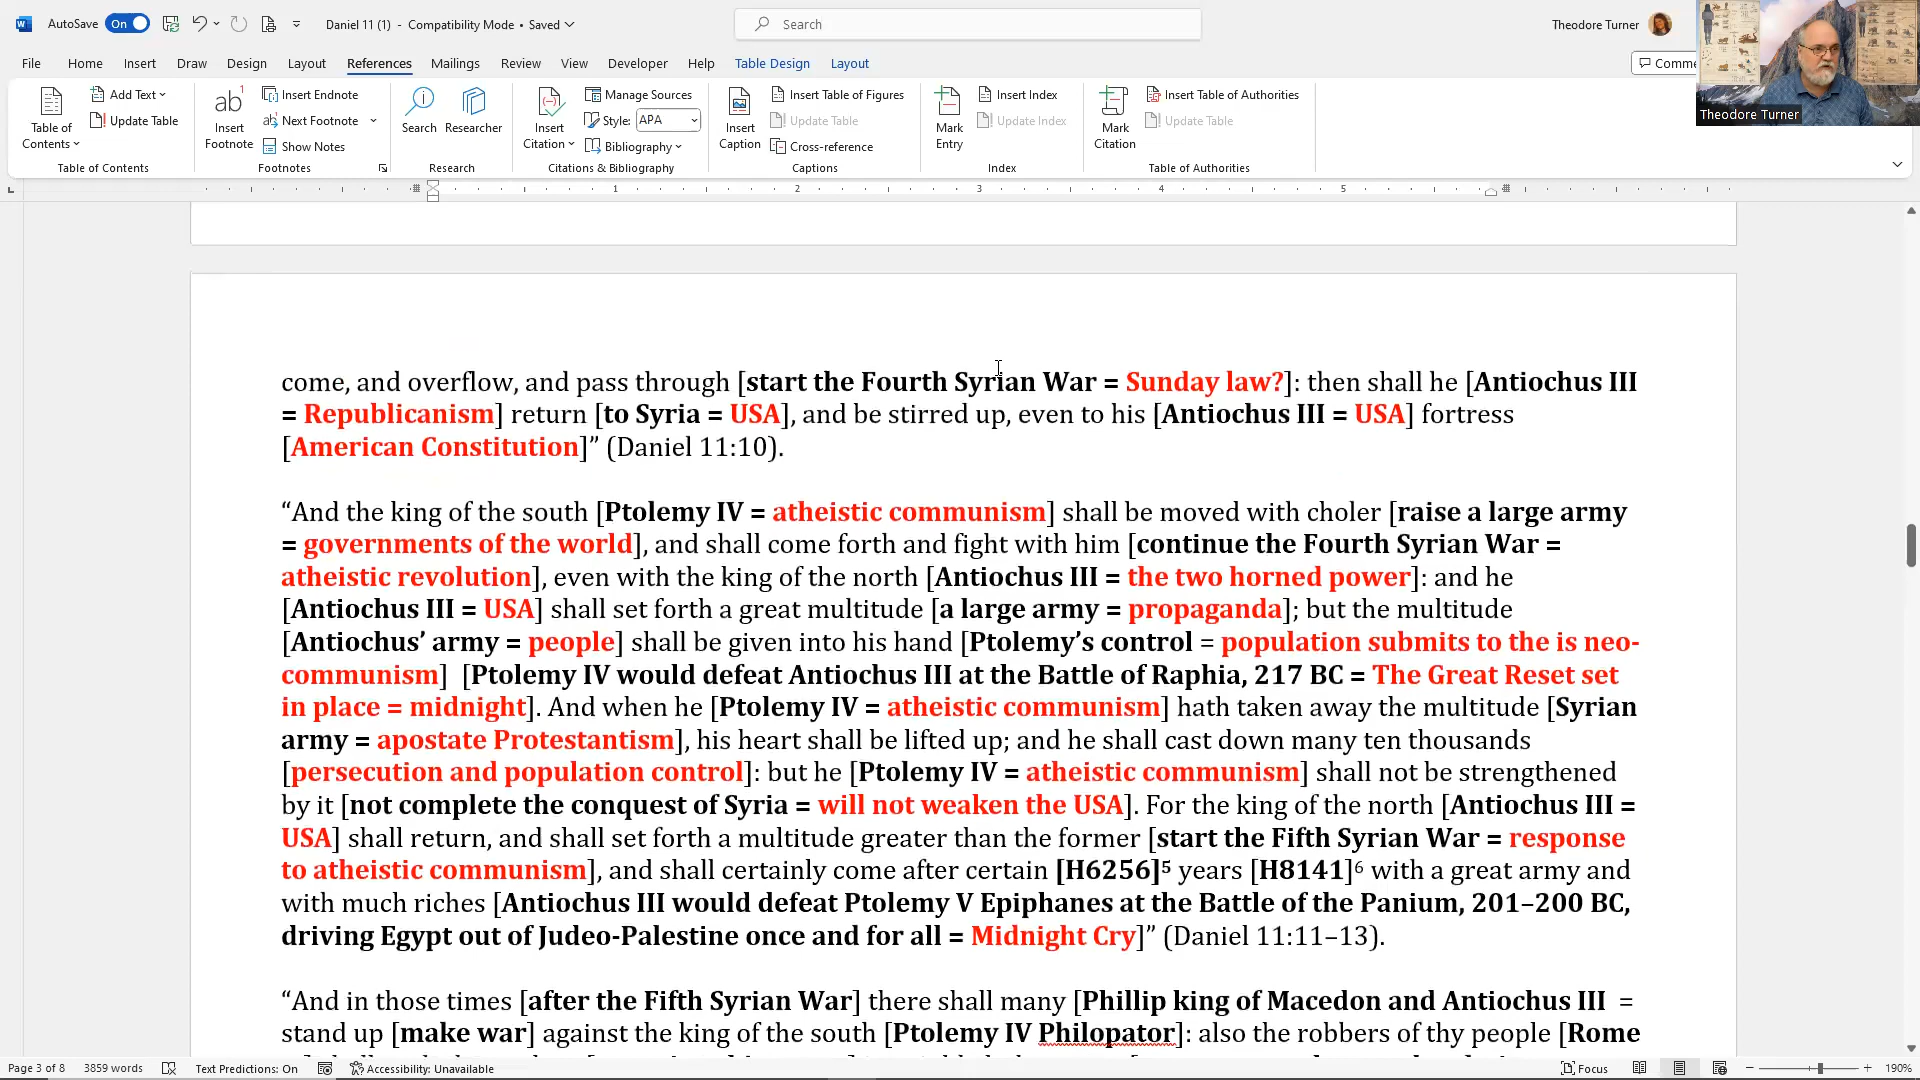 AutoSave On Daniel 11 (1) - Compatibility Mode • Saved Search Theodore Turner
File Home Insert Draw Design Layout References Mailings Review View Developer Help Table Design Layout Comme
Table of Contents
Add Text
Update Table
Table of Contents
ab
Insert Footnote
Insert Endnote
Next Footnote
Show Notes
Footnotes
Search
Researcher
Research
Insert Citation
Manage Sources
Style: APA
Bibliography
Citations & Bibliography
Insert Caption
Insert Table of Figures
Update Table
Cross-reference
Captions
Mark Entry
Insert Index
Update Index
Index
Mark Citation
Insert Table of Authorities
Update Table
Table of Authorities
Theodore Turner
1 2 3 4 5
come, and overflow, and pass through [start the Fourth Syrian War = Sunday law?]: then shall he [Antiochus III
= Republicanism] return [to Syria = USA], and be stirred up, even to his [Antiochus III = USA] fortress
[American Constitution]” (Daniel 11:10).
“And the king of the south [Ptolemy IV = atheistic communism] shall be moved with choler [raise a large army
= governments of the world], and shall come forth and fight with him [continue the Fourth Syrian War =
atheistic revolution], even with the king of the north [Antiochus III = the two horned power]: and he
[Antiochus III = USA] shall set forth a great multitude [a large army = propaganda]; but the multitude
[Antiochus’ army = people] shall be given into his hand [Ptolemy’s control = population submits to the is neo-
communism] [Ptolemy IV would defeat Antiochus III at the Battle of Raphia, 217 BC = The Great Reset set
in place = midnight]. And when he [Ptolemy IV = atheistic communism] hath taken away the multitude [Syrian
army = apostate Protestantism], his heart shall be lifted up; and he shall cast down many ten thousands
[persecution and population control]: but he [Ptolemy IV = atheistic communism] shall not be strengthened
by it [not complete the conquest of Syria = will not weaken the USA]. For the king of the north [Antiochus III =
USA] shall return, and shall set forth a multitude greater than the former [start the Fifth Syrian War = response
to atheistic communism], and shall certainly come after certain [H6256]5 years [H8141]6 with a great army and
with much riches [Antiochus III would defeat Ptolemy V Epiphanes at the Battle of the Panium, 201–200 BC,
driving Egypt out of Judeo-Palestine once and for all = Midnight Cry]” (Daniel 11:11–13).
“And in those times [after the Fifth Syrian War] there shall many [Phillip king of Macedon and Antiochus III =
stand up [make war] against the king of the south [Ptolemy IV Philopator]: also the robbers of thy people [Rome
Page 3 of 8 3859 words Text Predictions: On Accessibility: Unavailable Focus 190%